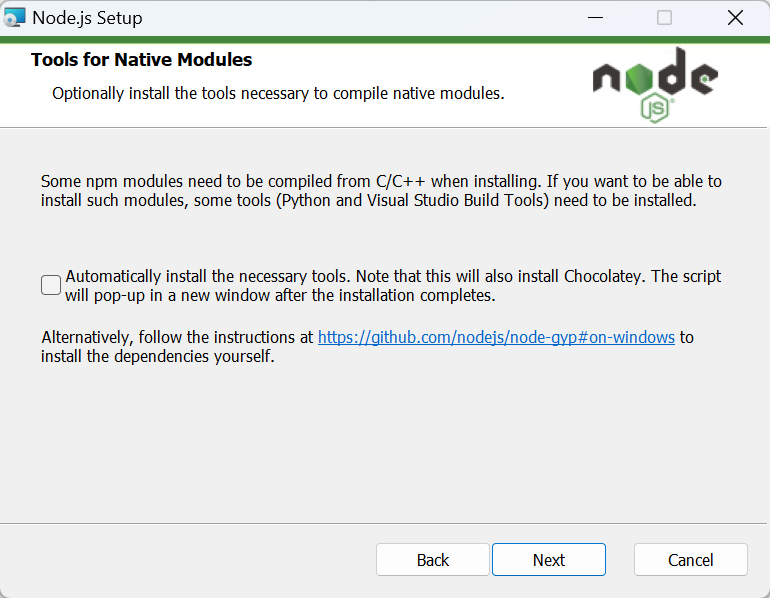 Node.js Setup
Tools for Native Modules
Optionally install the tools necessary to compile native modules.
node
JS
Some npm modules need to be compiled from C/C++ when installing. If you want to be able to
install such modules, some tools (Python and Visual Studio Build Tools) need to be installed.
Automatically install the necessary tools. Note that this will also install Chocolatey. The script
will pop-up in a new window after the installation completes.
Alternatively, follow the instructions at https://github.com/nodejs/node-gyp#on-windows to
install the dependencies yourself.
Back Next Cancel